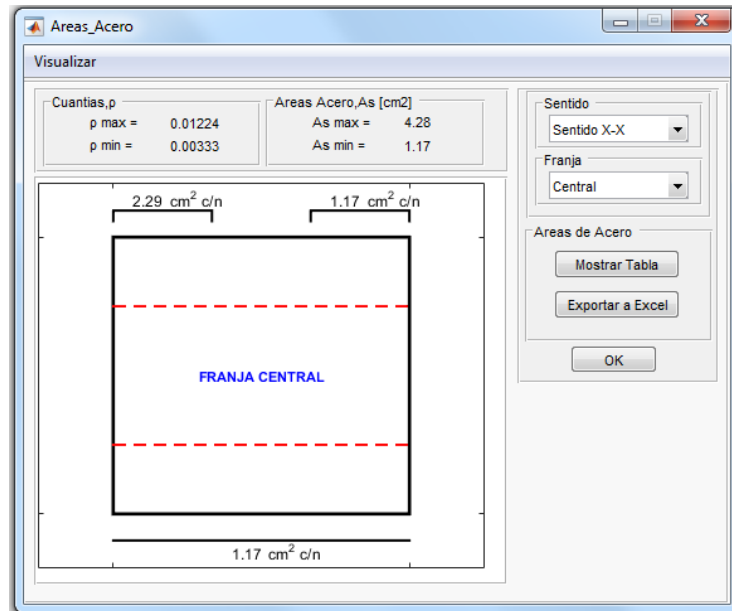 Areas_Acero
Visualizar
Cuantias,ρ
ρ max = 0.01224
ρ min = 0.00333
Areas Acero,As [cm2]
As max = 4.28
As min = 1.17
2.29 cm² c/n 1.17 cm² c/n
FRANJA CENTRAL
1.17 cm² c/n
Sentido
Sentido X-X
Franja
Central
Areas de Acero
Mostrar Tabla
Exportar a Excel
OK